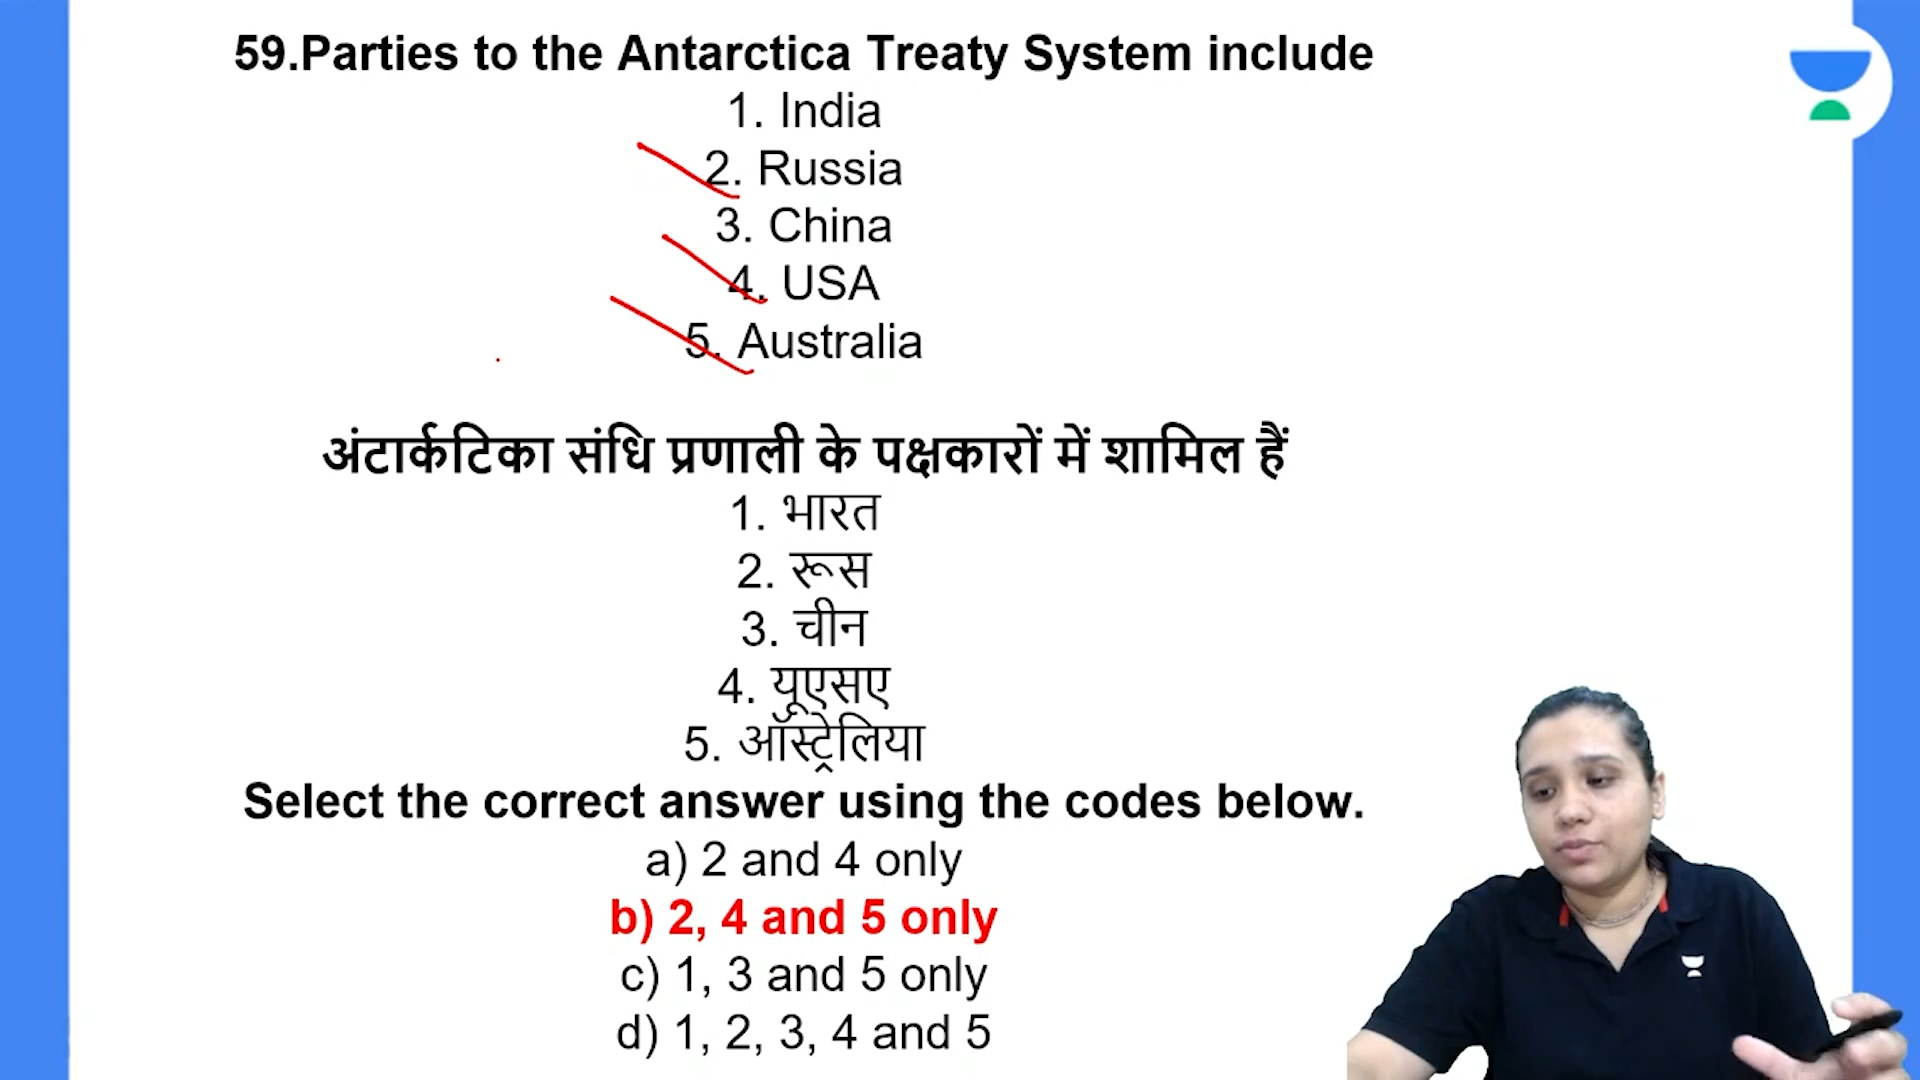 59.Parties to the Antarctica Treaty System include
1. India
2. Russia
3. China
4. USA
5. Australia
अंटार्कटिका संधि प्रणाली के पक्षकारों में शामिल हैं
1. भारत
2. रूस
3. चीन
4. यूएसए
5. ऑस्ट्रेलिया
Select the correct answer using the codes below.
a) 2 and 4 only
b) 2, 4 and 5 only
c) 1, 3 and 5 only
d) 1, 2, 3, 4 and 5